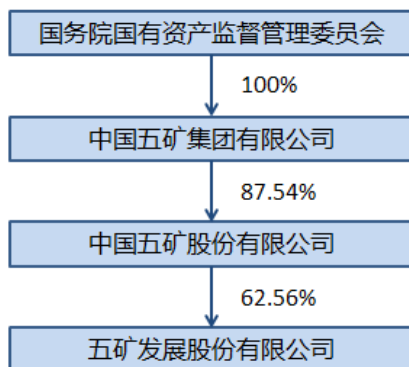 国务院国有资产监督管理委员会
100%
中国五矿集团有限公司
87.54%
中国五矿股份有限公司
62.56%
五矿发展股份有限公司